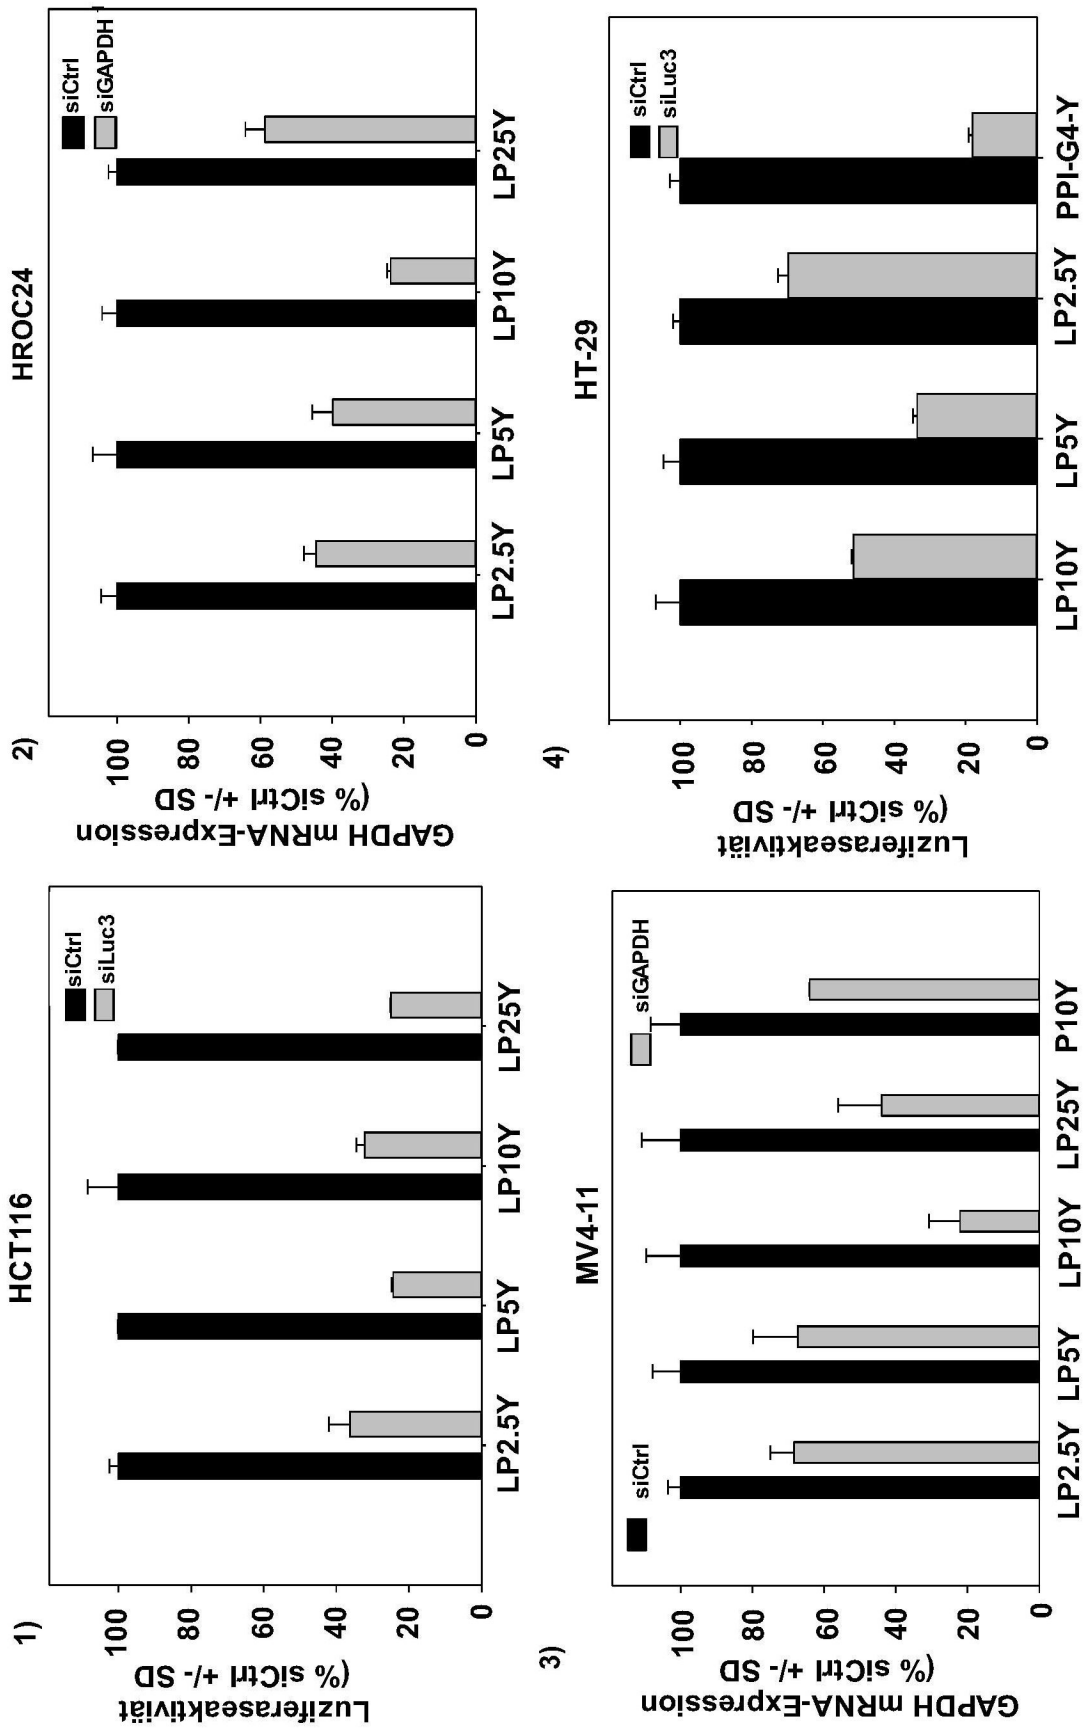 1)
HCT116
Luziferaseaktiviät
(% siCtrl +/- SD
100
80
60
40
20
0
siCtrl
siLuc3
LP2.5Y LP5Y LP10Y LP25Y
2)
HROC24
GAPDH mRNA-Expression
(% siCtrl +/- SD
100
80
60
40
20
0
siCtrl
siGAPDH
LP2.5Y LP5Y LP10Y LP25Y
3)
MV4-11
GAPDH mRNA-Expression
(% siCtrl +/- SD
100
80
60
40
20
0
siCtrl siGAPDH
LP2.5Y LP5Y LP10Y LP25Y P10Y
4)
HT-29
Luziferaseaktiviät
(% siCtrl +/- SD
100
80
60
40
20
0
siCtrl
siLuc3
LP10Y LP5Y LP2.5Y PPI-G4-Y